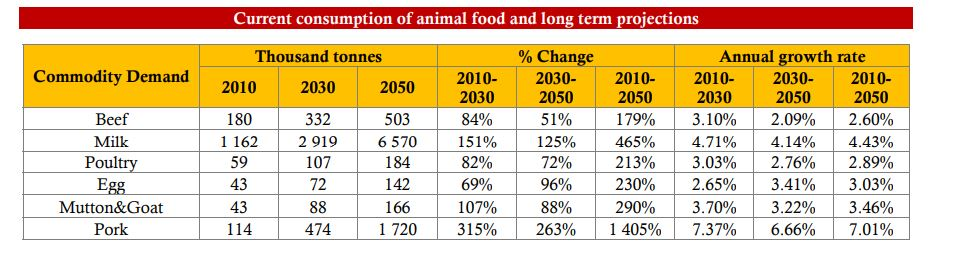 Current consumption of animal food and long term projections
Commodity Demand Thousand tonnes % Change Annual growth rate
2010 2030 2050 2010-2030 2030-2050 2010-2050 2010-2030 2030-2050 2010-2050
Beef 180 332 503 84% 51% 179% 3.10% 2.09% 2.60%
Milk 1 162 2 919 6 570 151% 125% 465% 4.71% 4.14% 4.43%
Poultry 59 107 184 82% 72% 213% 3.03% 2.76% 2.89%
Egg 43 72 142 69% 96% 230% 2.65% 3.41% 3.03%
Mutton&Goat 43 88 166 107% 88% 290% 3.70% 3.22% 3.46%
Pork 114 474 1 720 315% 263% 1 405% 7.37% 6.66% 7.01%